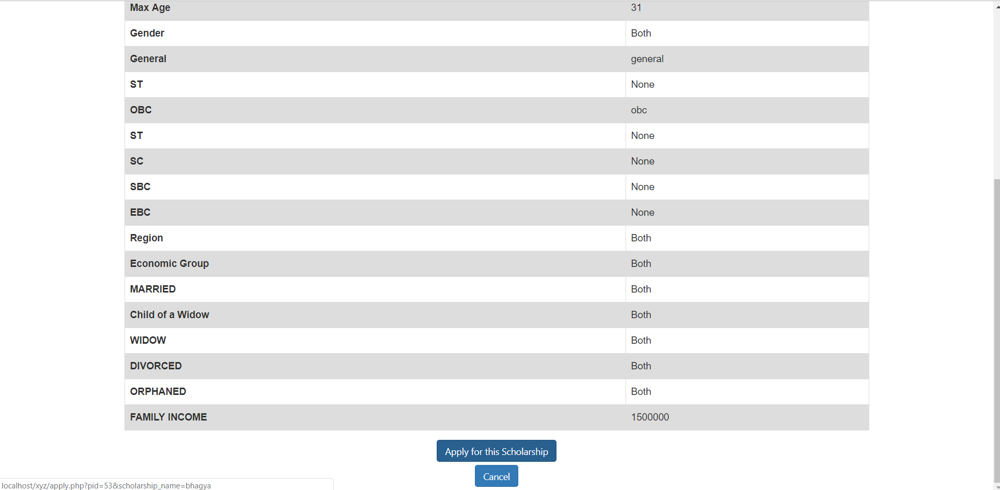 Max Age 31
Gender Both
General general
ST None
OBC obc
ST None
SC None
SBC None
EBC None
Region Both
Economic Group Both
MARRIED Both
Child of a Widow Both
WIDOW Both
DIVORCED Both
ORPHANED Both
FAMILY INCOME 1500000
Apply for this Scholarship
Cancel
localhost/xyz/apply.php?pid=53&scholarship_name=bhagya